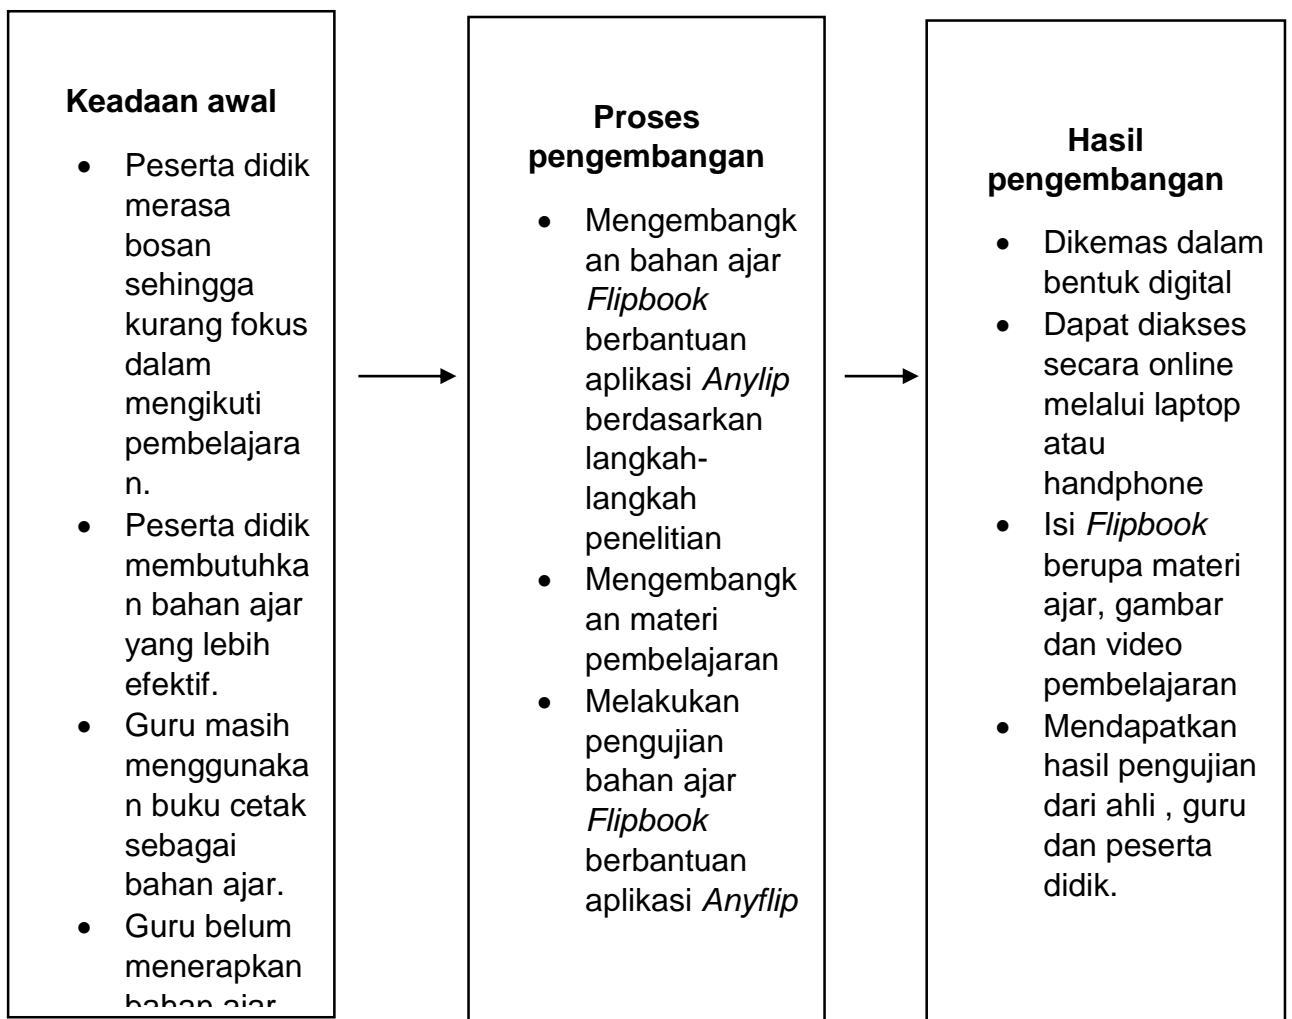 Keadaan awal
• Peserta didik
merasa
bosan
sehingga
kurang fokus
dalam
mengikuti
pembelajara
n.
• Peserta didik
membutuhka
n bahan ajar
yang lebih
efektif.
• Guru masih
menggunaka
n buku cetak
sebagai
bahan ajar.
• Guru belum
menerapkan
bahan ajar
Proses
pengembangan
• Mengembangk
an bahan ajar
Flipbook
berbantuan
aplikasi Anylip
berdasarkan
langkah-
langkah
penelitian
• Mengembangk
an materi
pembelajaran
• Melakukan
pengujian
bahan ajar
Flipbook
berbantuan
aplikasi Anyflip
Hasil
pengembangan
• Dikemas dalam
bentuk digital
• Dapat diakses
secara online
melalui laptop
atau
handphone
• Isi Flipbook
berupa materi
ajar, gambar
dan video
pembelajaran
• Mendapatkan
hasil pengujian
dari ahli , guru
dan peserta
didik.